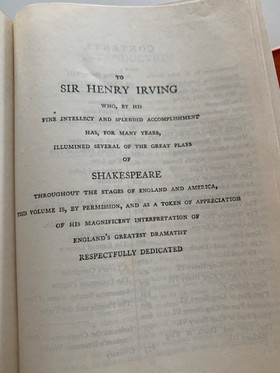 TO
SIR HENRY IRVING
WHO, BY HIS
FINE INTELLECT AND SPLENDID ACCOMPLISHMENT
HAS, FOR MANY YEARS,
ILLUMINED SEVERAL OF THE GREAT PLAYS
OF
SHAKESPEARE
THROUGHOUT THE STAGES OF ENGLAND AND AMERICA,
THIS VOLUME IS, BY PERMISSION, AND AS A TOKEN OF APPRECIATION
OF HIS MAGNIFICENT INTERPRETATION OF
ENGLAND'S GREATEST DRAMATIST
RESPECTFULLY DEDICATED